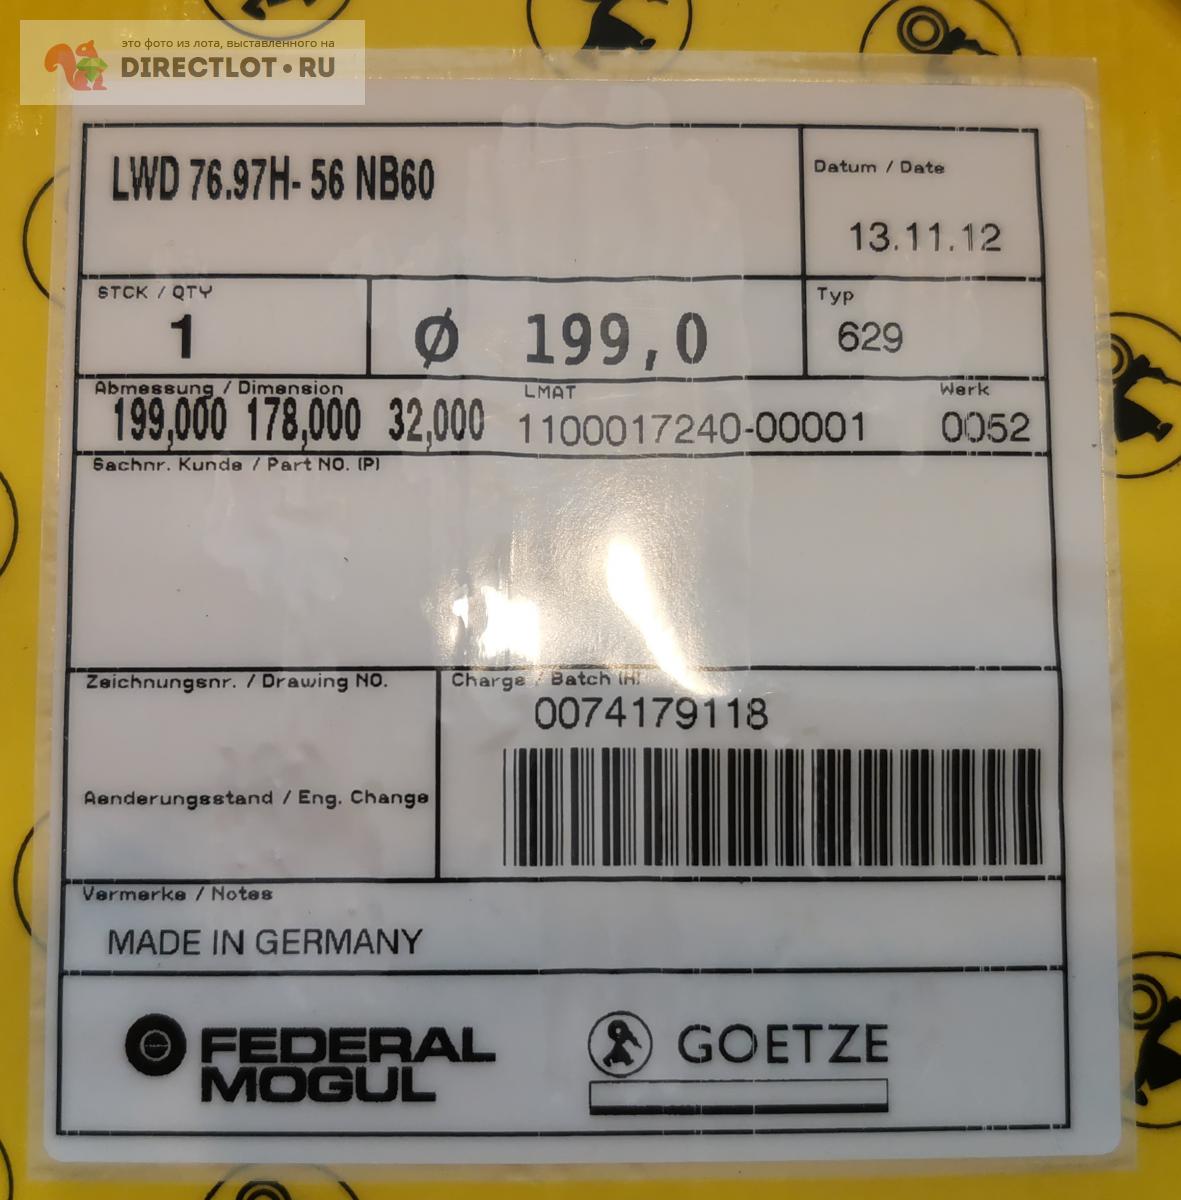 это фото из лота, выставленного на
DIRECTLOT•RU
LWD 76.97H- 56 NB60
Datum / Date
13.11.12
STCK / QTY
1
Ø 199,0
Typ
629
Abmessung / Dimension
199,000 178,000 32,000
LMAT
1100017240-00001
Werk
0052
Sachnr. Kunde / Part NO. (P)
Zeichnungsnr. / Drawing NO.
Charge / Batch (H)
0074179118
Aenderungsstand / Eng. Change
Vermerke / Notes
MADE IN GERMANY
FEDERAL
MOGUL
GOETZE